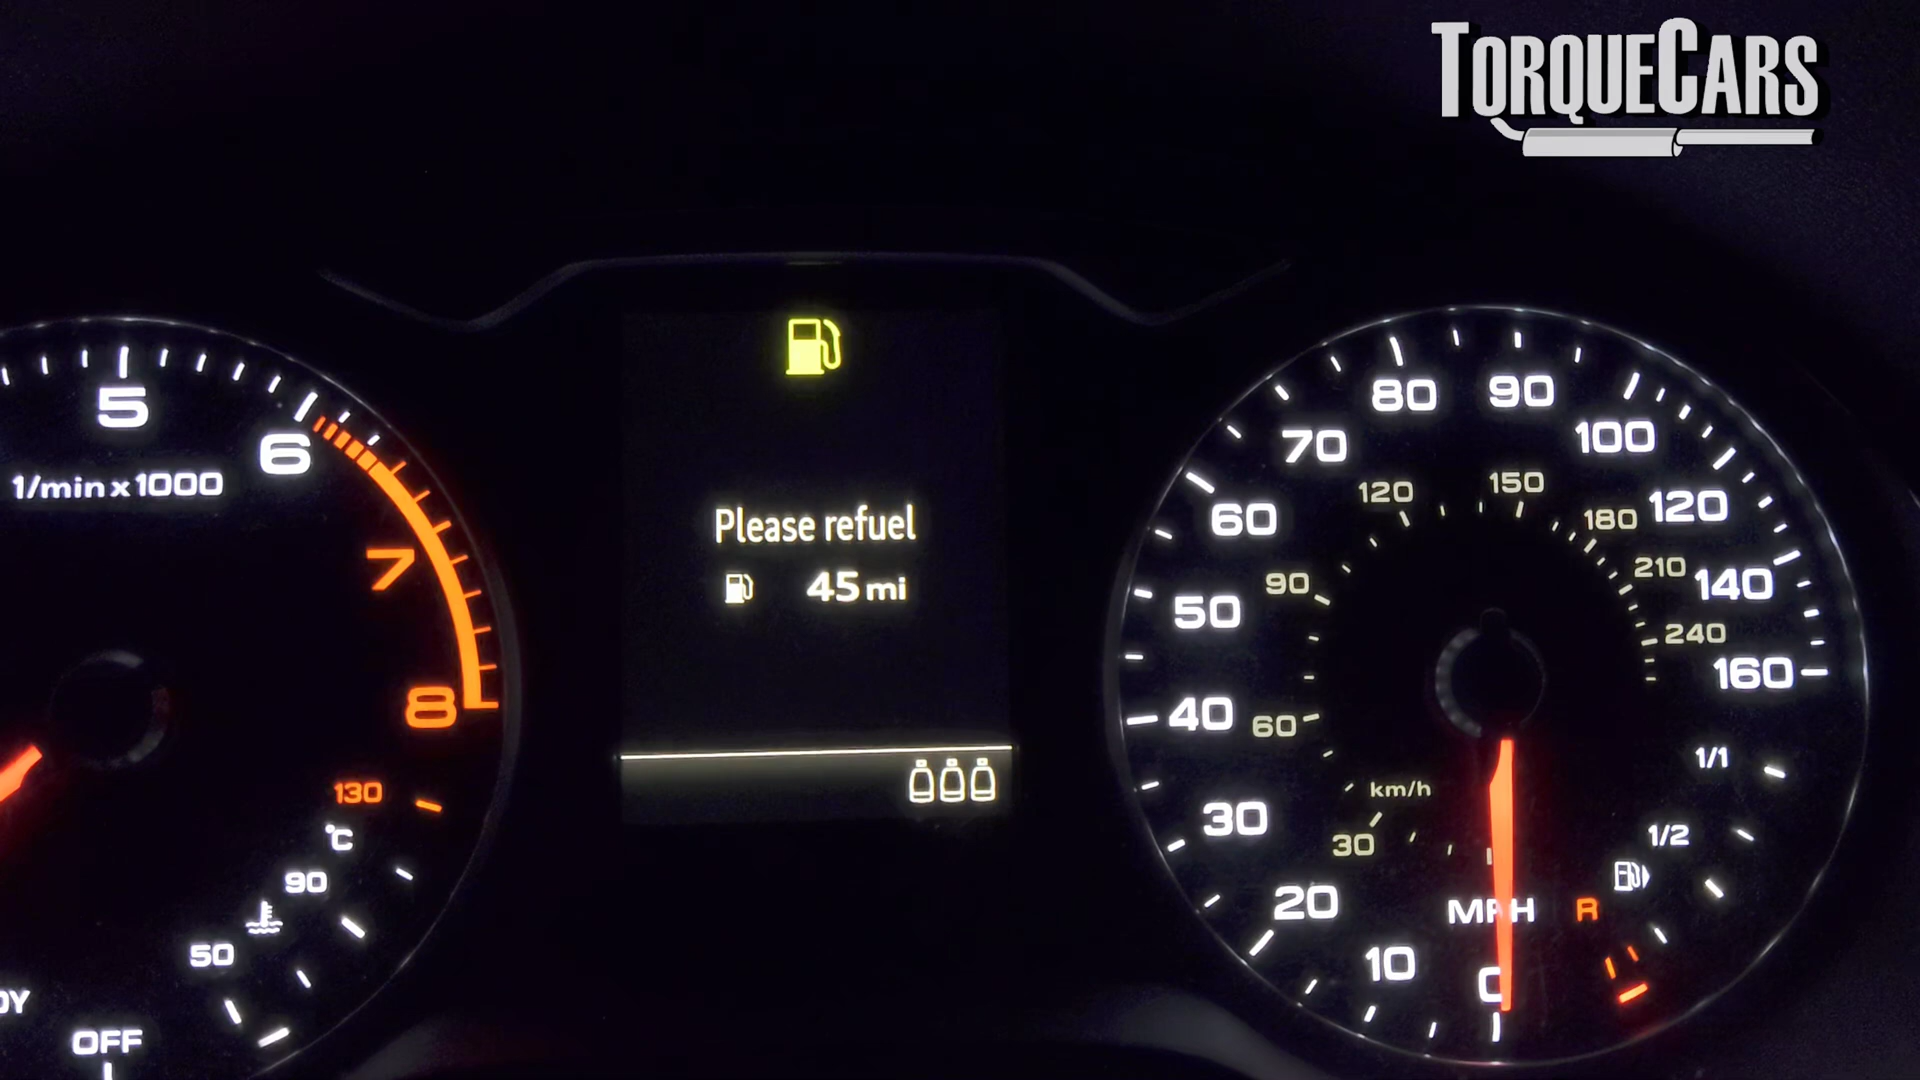 TORQUECARS
5
6
1/min x 1000
7
8
130
°C
90
50
OFF
Please refuel
45 mi
80 90
70 100
60 120
50 140
40 160
30
20
10
0
MPH
120 150
180
90 210
240
60
km/h
30
1/1
1/2
R